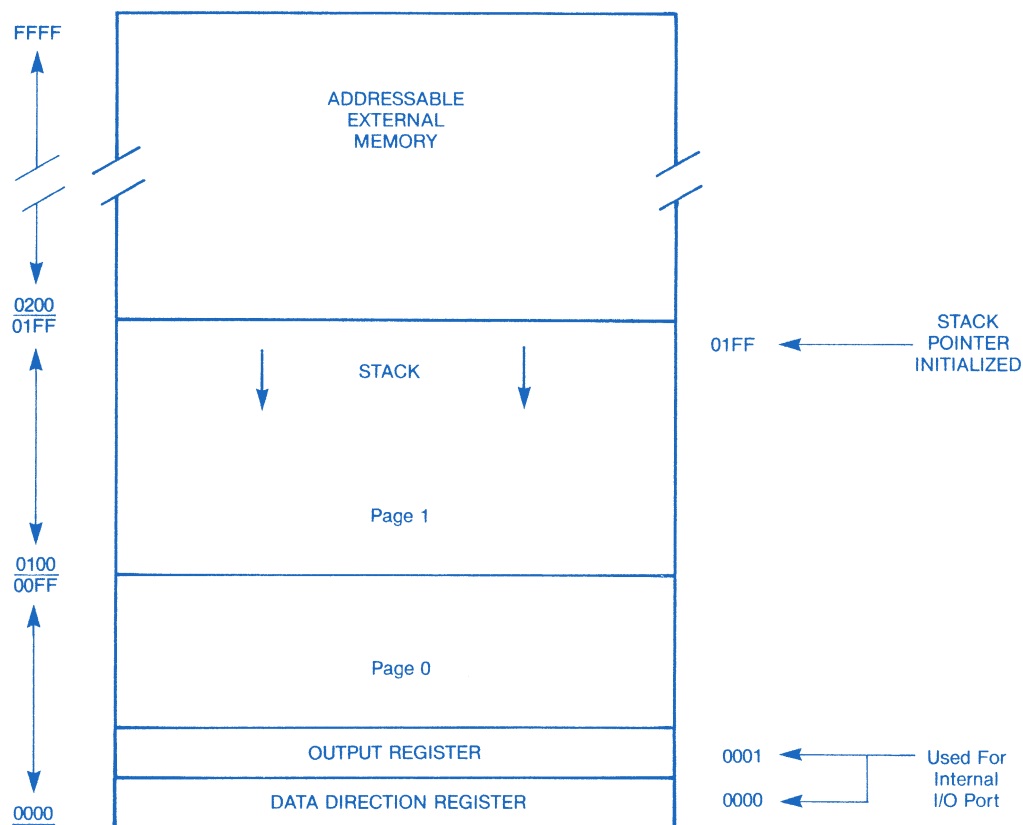 FFFF
ADDRESSABLE
EXTERNAL
MEMORY
0200
01FF
01FF
STACK
POINTER
INITIALIZED
STACK
Page 1
0100
00FF
Page 0
OUTPUT REGISTER
0001
Used For
Internal
I/O Port
DATA DIRECTION REGISTER
0000
0000